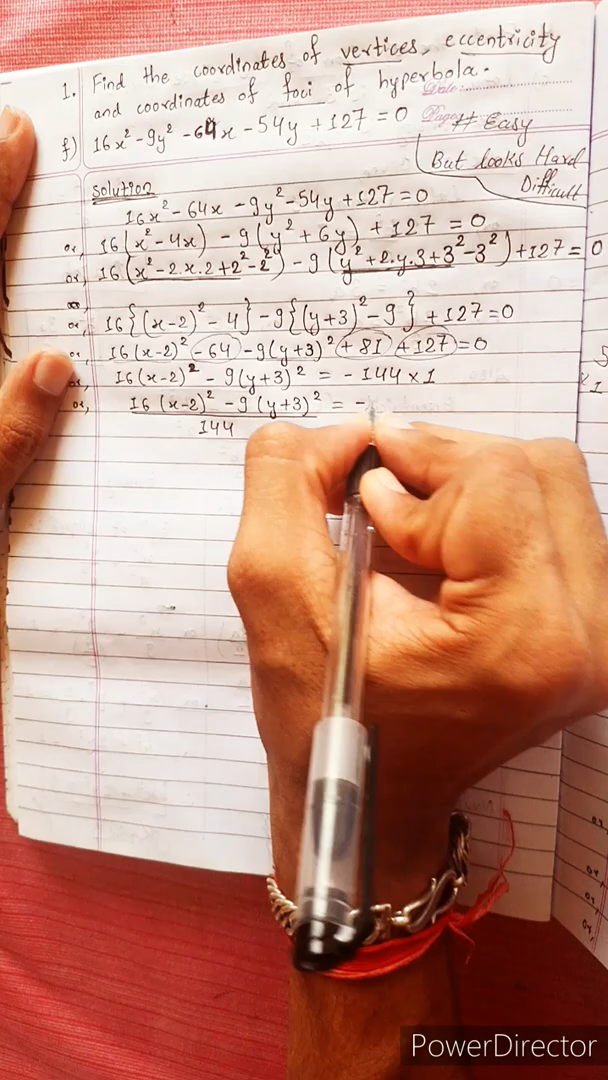 1. Find the coordinates of vertices, eccentricity
and coordinates of foci of hyperbola.
Date:
f) 16x² - 9y² - 64x - 54y + 127 = 0
Page:
# Easy
But looks Hard
Difficult
Solution
16x² - 64x - 9y² - 54y + 127 = 0
or, 16(x² - 4x) - 9(y² + 6y) + 127 = 0
or, 16(x² - 2.x.2 + 2² - 2²) - 9(y² + 2.y.3 + 3² - 3²) + 127 = 0
or, 16{(x-2)² - 4} - 9{(y+3)² - 9} + 127 = 0
or, 16(x-2)² - 64 - 9(y+3)² + 81 + 127 = 0
or, 16(x-2)² - 9(y+3)² = - 144 × 1
or, 16(x-2)² - 9(y+3)² = -
144
PowerDirector